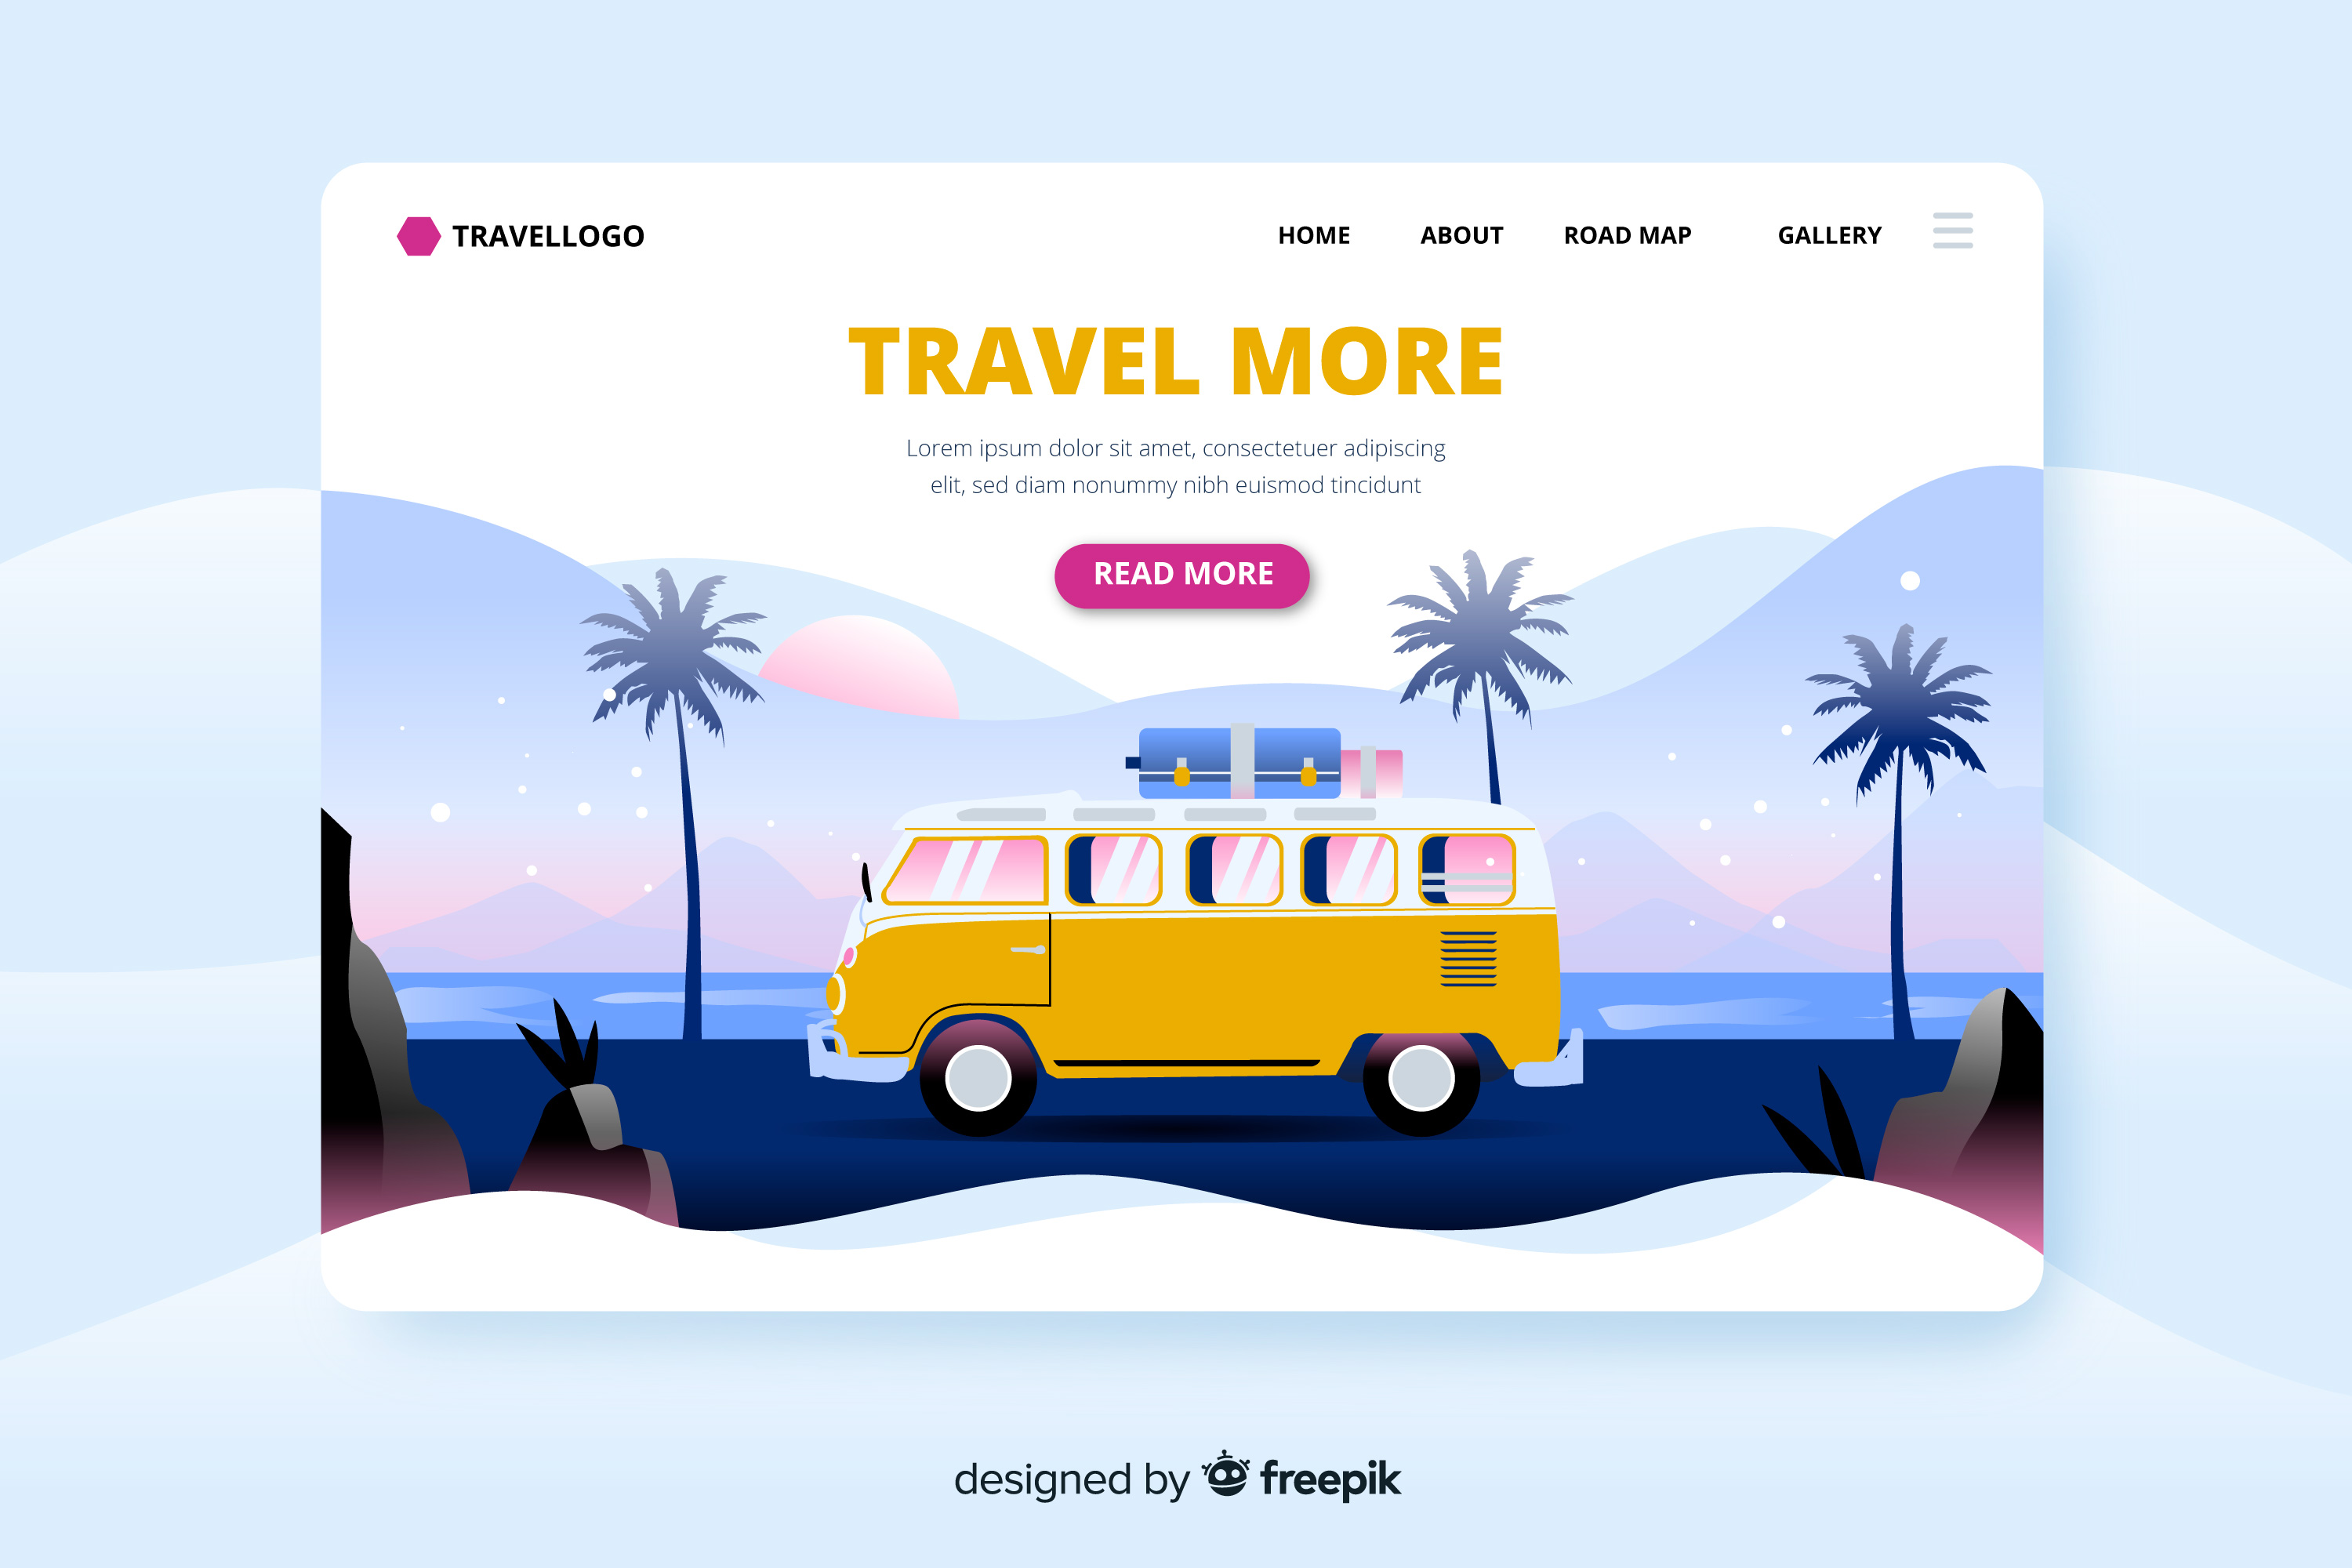 TRAVELLOGO
HOME ABOUT ROAD MAP GALLERY
TRAVEL MORE
Lorem ipsum dolor sit amet, consectetuer adipiscing
elit, sed diam nonummy nibh euismod tincidunt
READ MORE
designed by freepik